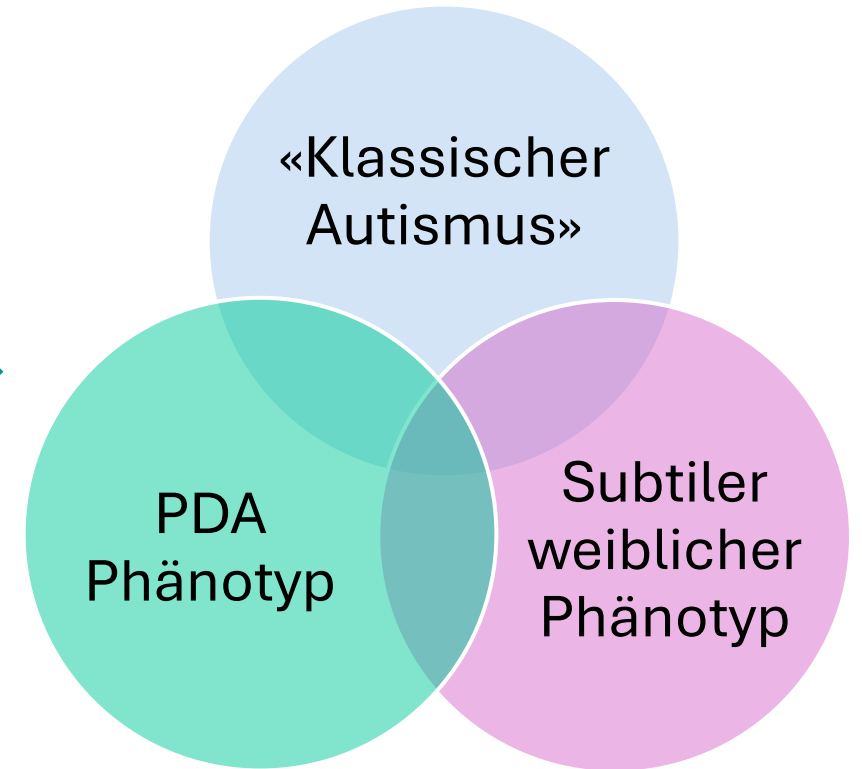 «Klassischer
Autismus»
PDA
Phänotyp
Subtiler
weiblicher
Phänotyp